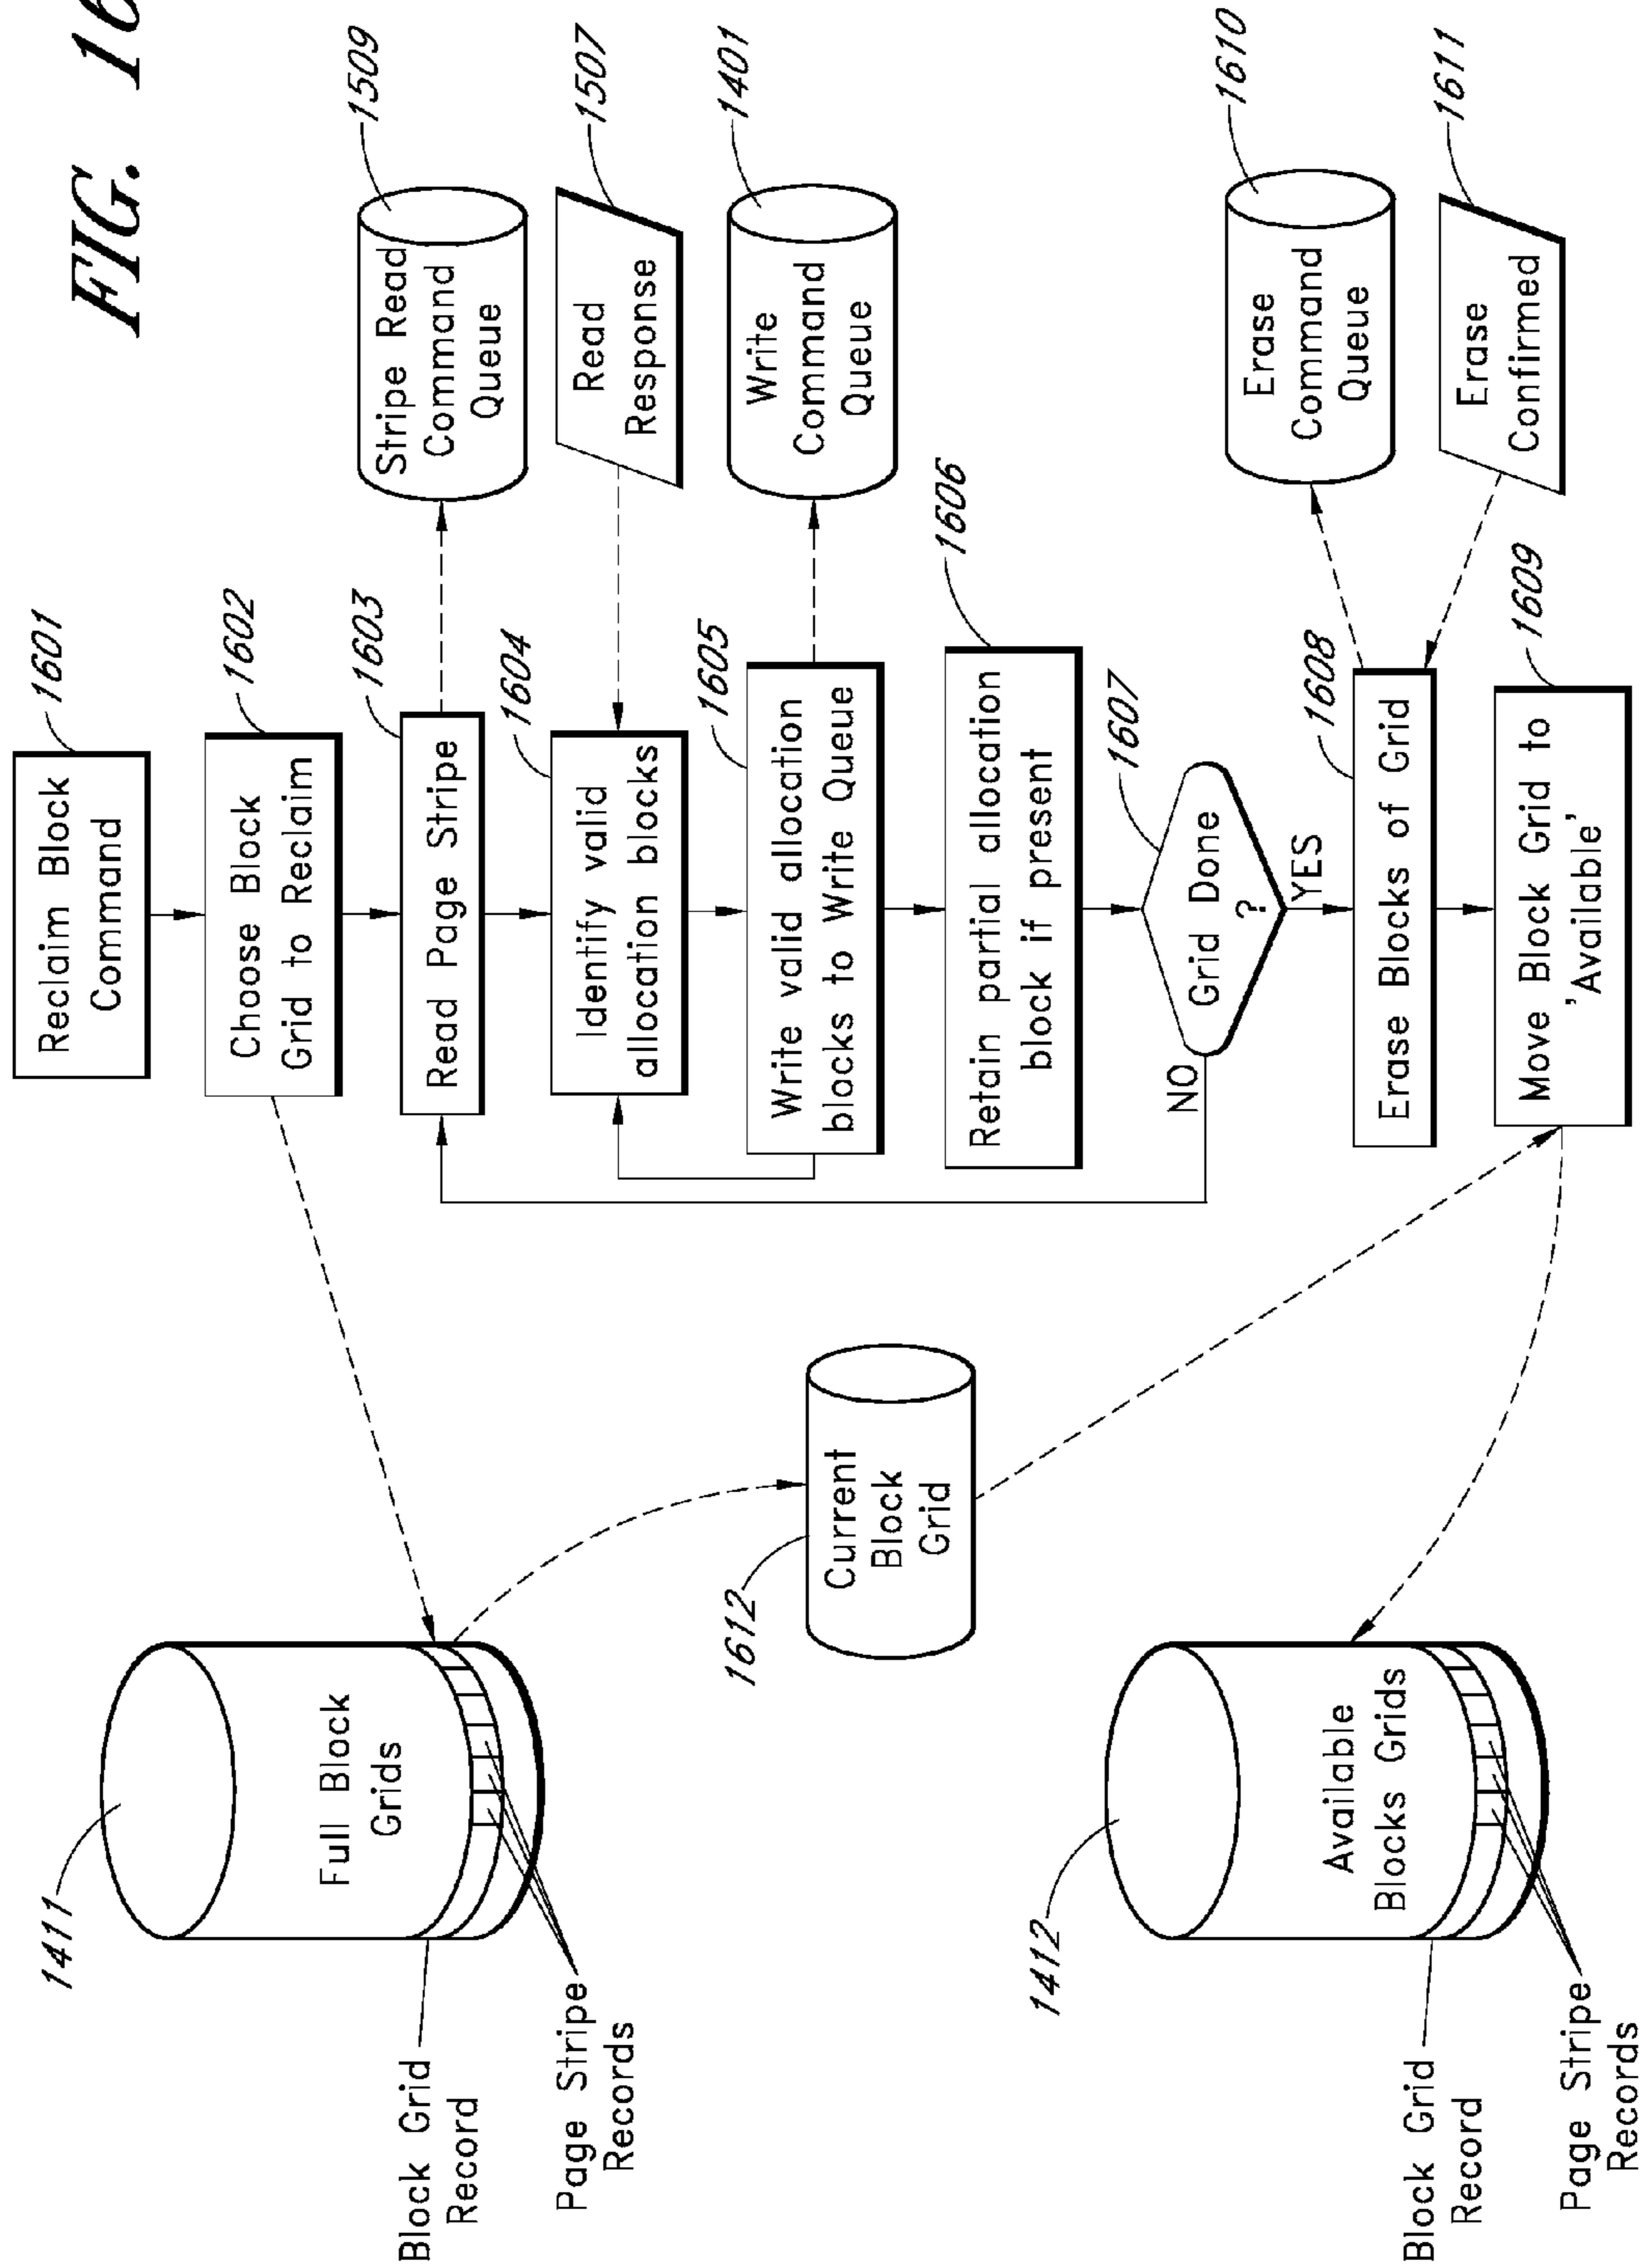 FIG. 16
1601
Reclaim Block
Command
1602
Choose Block
Grid to Reclaim
1603
Read Page Stripe
1509
Stripe Read
Command
Queue
1604
Identify valid
allocation blocks
1507
Read
Response
1605
Write valid allocation
blocks to Write Queue
1401
Write
Command
Queue
1606
Retain partial allocation
block if present
1607
Grid Done
?
NO
YES
1608
Erase Blocks of Grid
1610
Erase
Command
Queue
1611
Erase
Confirmed
1609
Move Block Grid to
'Available'
1411
Full Block
Grids
Block Grid
Record
Page Stripe
Records
1612
Current
Block
Grid
1412
Available
Blocks Grids
Block Grid
Record
Page Stripe
Records